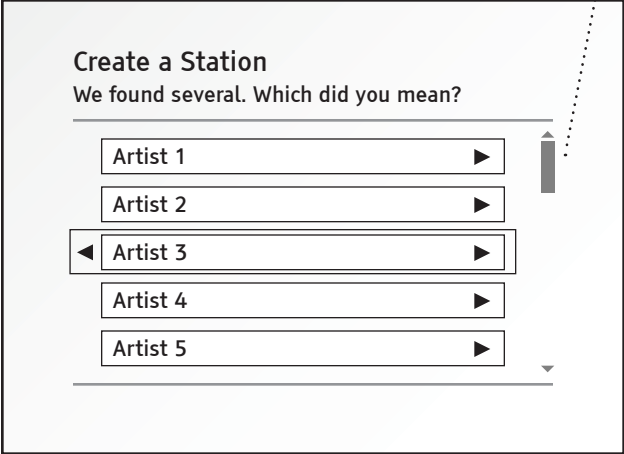 Create a Station
We found several. Which did you mean?
Artist 1
Artist 2
Artist 3
Artist 4
Artist 5